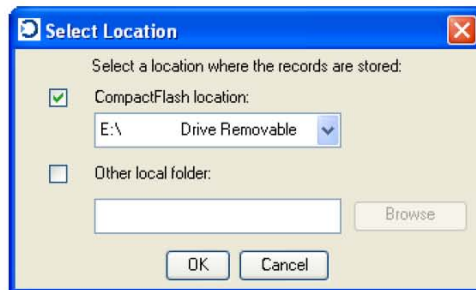 Select Location
Select a location where the records are stored:
CompactFlash location:
E:\ Drive Removable
Other local folder:
Browse
OK Cancel